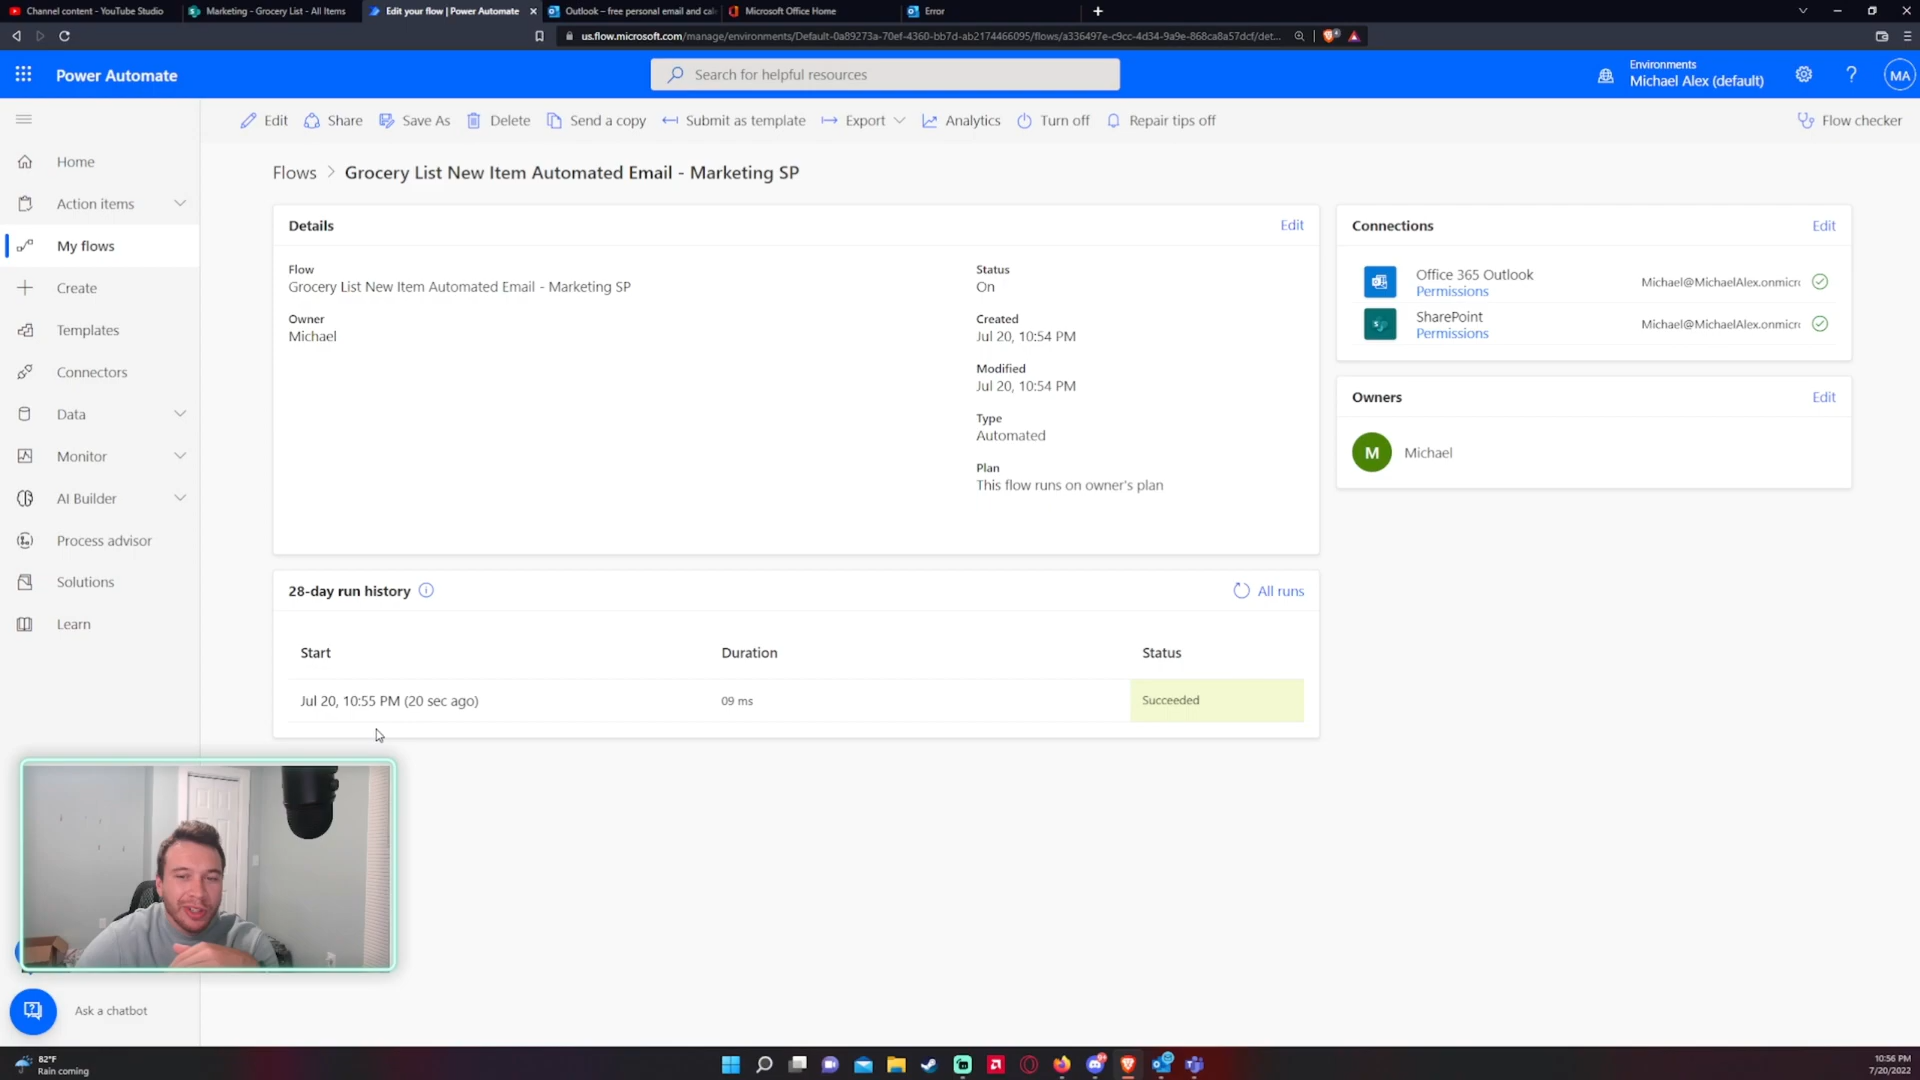 Channel content - YouTube Studio
Marketing - Grocery List - All Items
Edit your flow | Power Automate
Outlook – free personal email and cal
Microsoft Office Home
Error
us.flow.microsoft.com/manage/environments/Default-0a89273a-70ef-4360-bb7d-ab2174466095/flows/a336497e-c9cc-4d34-9a9e-868ca8a57dcf/det...
Power Automate
Search for helpful resources
Environments
Michael Alex (default)
MA
Edit
Share
Save As
Delete
Send a copy
Submit as template
Export
Analytics
Turn off
Repair tips off
Flow checker
Home
Action items
My flows
Create
Templates
Connectors
Data
Monitor
AI Builder
Process advisor
Solutions
Learn
Ask a chatbot
Flows > Grocery List New Item Automated Email - Marketing SP
Details
Edit
Flow
Grocery List New Item Automated Email - Marketing SP
Owner
Michael
Status
On
Created
Jul 20, 10:54 PM
Modified
Jul 20, 10:54 PM
Type
Automated
Plan
This flow runs on owner's plan
28-day run history
All runs
Start Duration Status
Jul 20, 10:55 PM (20 sec ago) 09 ms Succeeded
Connections
Edit
Office 365 Outlook
Permissions
Michael@MichaelAlex.onmicr
SharePoint
Permissions
Michael@MichaelAlex.onmicr
Owners
Edit
M
Michael
82°F
Rain coming
10:56 PM
7/20/2022